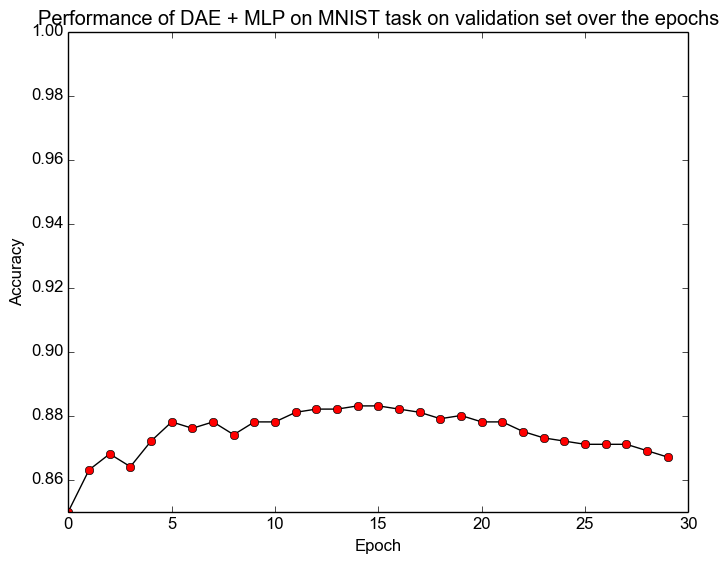 Performance of DAE + MLP on MNIST task on validation set over the epochs
1.00
0.98
0.96
0.94
0.92
0.90
0.88
0.86
Accuracy
0 5 10 15 20 25 30
Epoch